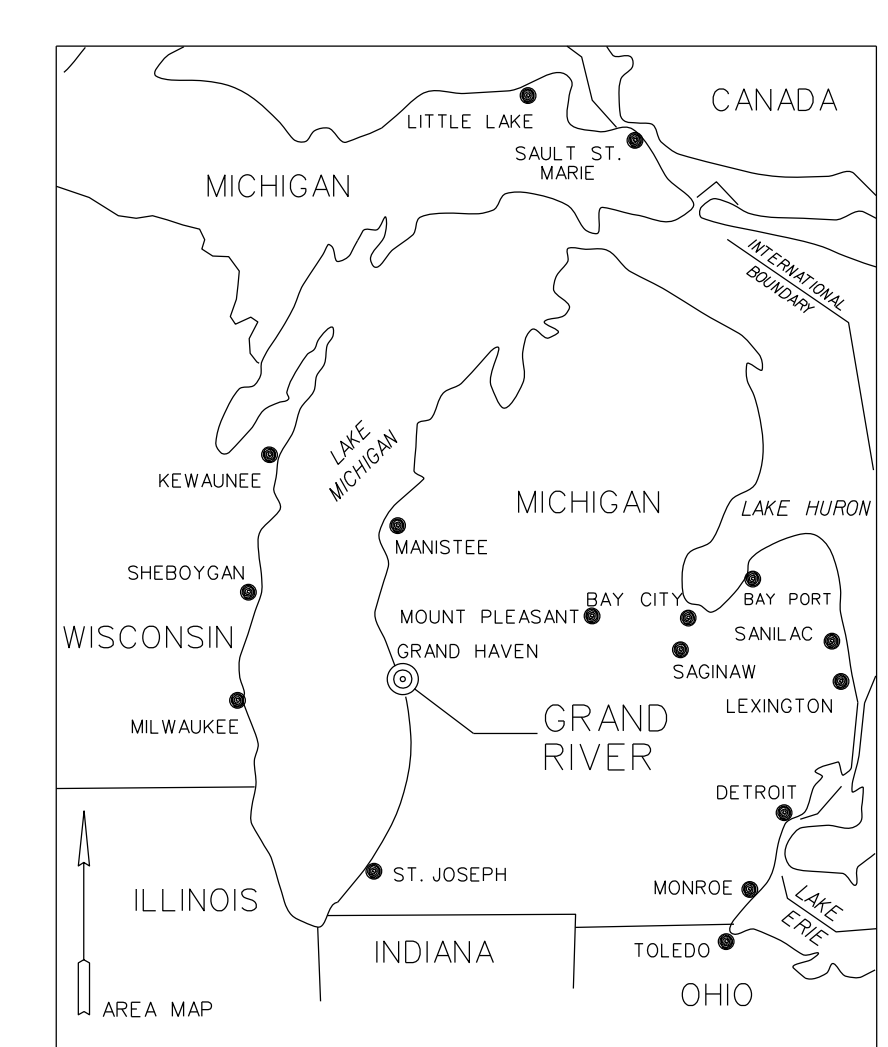 CANADA
LITTLE LAKE
SAULT ST.
MARIE
MICHIGAN
INTERNATIONAL
BOUNDARY
LAKE
MICHIGAN
KEWAUNEE
MICHIGAN
LAKE HURON
MANISTEE
SHEBOYGAN
BAY CITY
BAY PORT
MOUNT PLEASANT
SANILAC
WISCONSIN
GRAND HAVEN
SAGINAW
LEXINGTON
MILWAUKEE
GRAND
RIVER
DETROIT
ST. JOSEPH
MONROE
ILLINOIS
LAKE
ERIE
INDIANA
TOLEDO
OHIO
AREA MAP